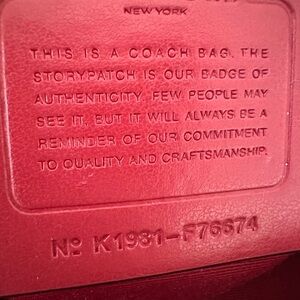 NEW YORK
THIS IS A COACH BAG. THE
STORYPATCH IS OUR BADGE OF
AUTHENTICITY. FEW PEOPLE MAY
SEE IT, BUT IT WILL ALWAYS BE A
REMINDER OF OUR COMMITMENT
TO QUALITY AND CRAFTSMANSHIP.
Nº K1981-F76674